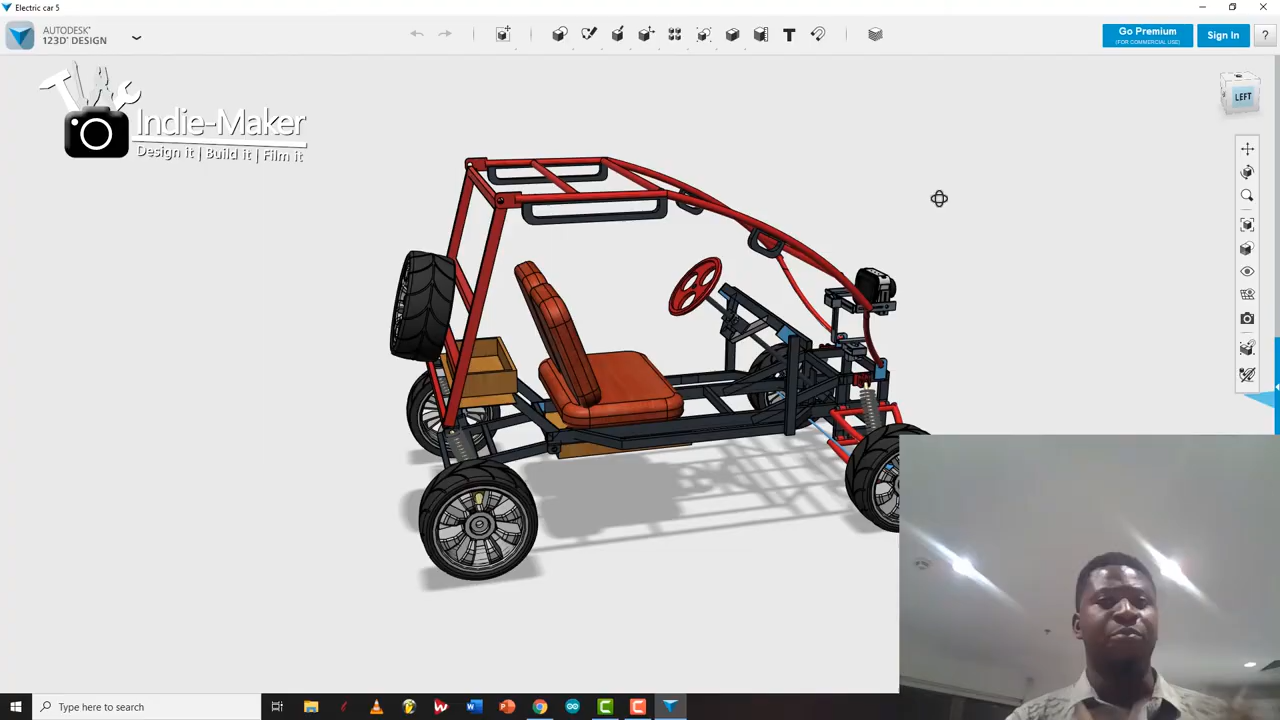 Electric car 5
AUTODESK®
123D® DESIGN
T
Go Premium
(FOR COMMERCIAL USE)
Sign In
?
Indie-Maker
Design it | Build it | Film it
LEFT
Type here to search